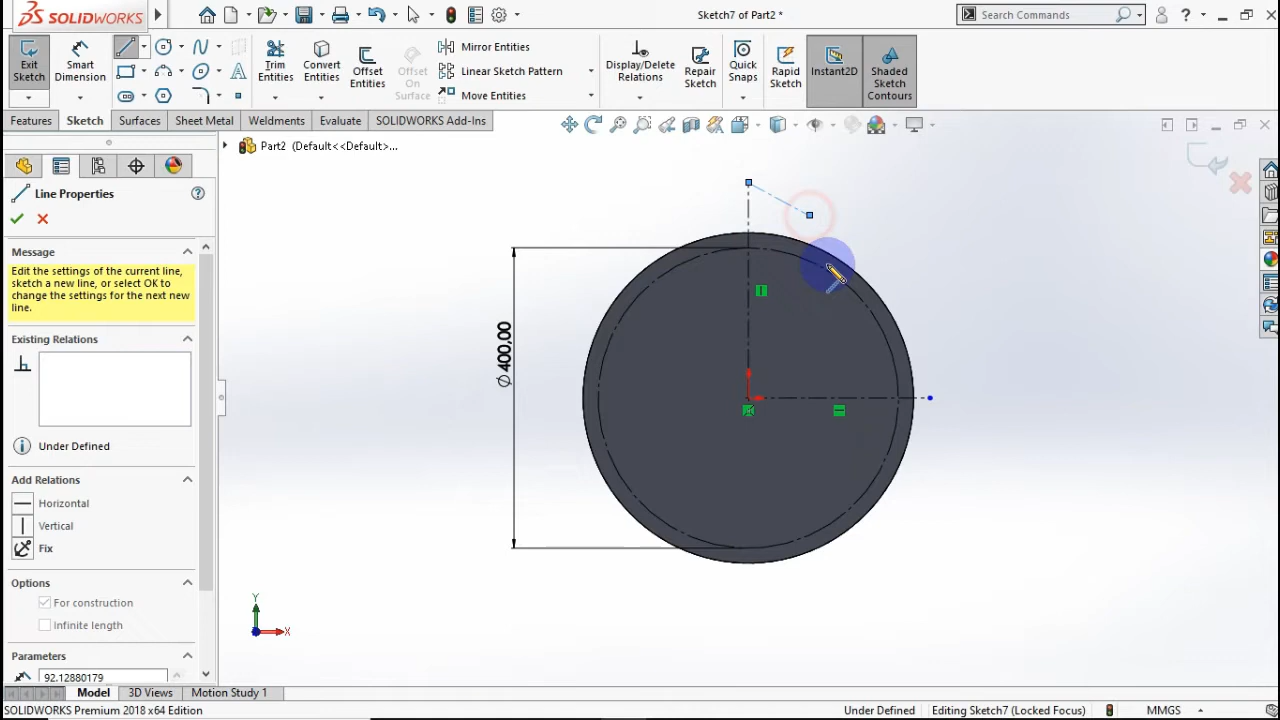 SOLIDWORKS
Sketch7 of Part2 *
Search Commands
Exit Sketch
Smart Dimension
Trim Entities
Convert Entities
Offset Entities
Offset On Surface
Mirror Entities
Linear Sketch Pattern
Move Entities
Display/Delete Relations
Repair Sketch
Quick Snaps
Rapid Sketch
Instant2D
Shaded Sketch Contours
Features
Sketch
Surfaces
Sheet Metal
Weldments
Evaluate
SOLIDWORKS Add-Ins
Part2 (Default<<Default>...
Line Properties
Message
Edit the settings of the current line,
sketch a new line, or select OK to
change the settings for the next new
line.
Existing Relations
Under Defined
Add Relations
Horizontal
Vertical
Fix
Options
For construction
Infinite length
Parameters
92.12880179
∅400,00
Y
X
Model
3D Views
Motion Study 1
SOLIDWORKS Premium 2018 x64 Edition
Under Defined
Editing Sketch7 (Locked Focus)
MMGS